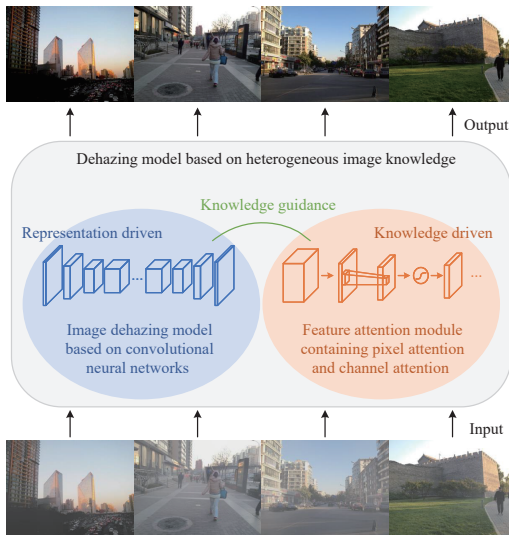 Output
Dehazing model based on heterogeneous image knowledge
Knowledge guidance
Representation driven
Knowledge driven
...
...
Image dehazing model
based on convolutional
neural networks
Feature attention module
containing pixel attention
and channel attention
Input